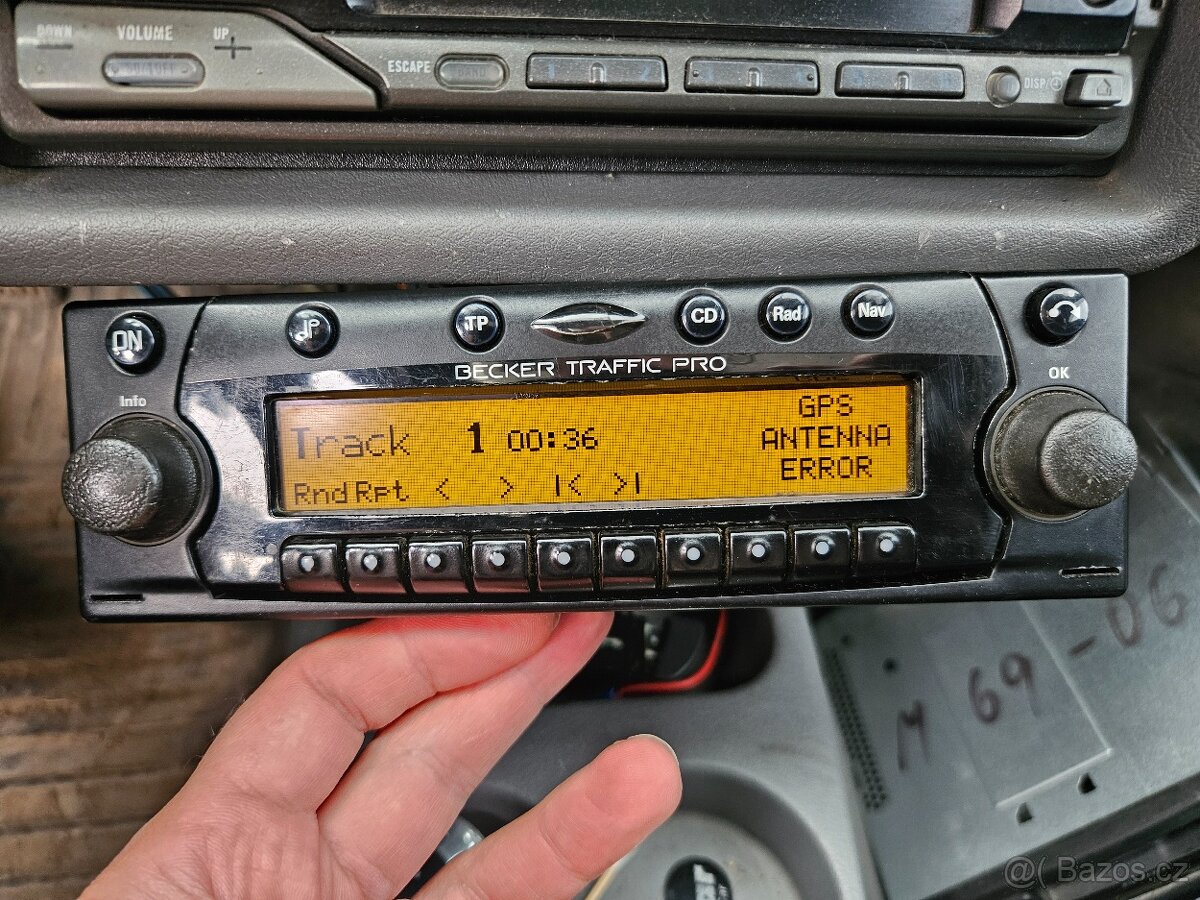 DOWN VOLUME UP
ESCAPE
DISP/
ON
TP
CD
Rad
Nav
BECKER TRAFFIC PRO
Info
OK
Track 1 00:36
GPS
ANTENNA
ERROR
Rnd Rpt < > |< >|
M 69 - 06
@( Bazos.cz